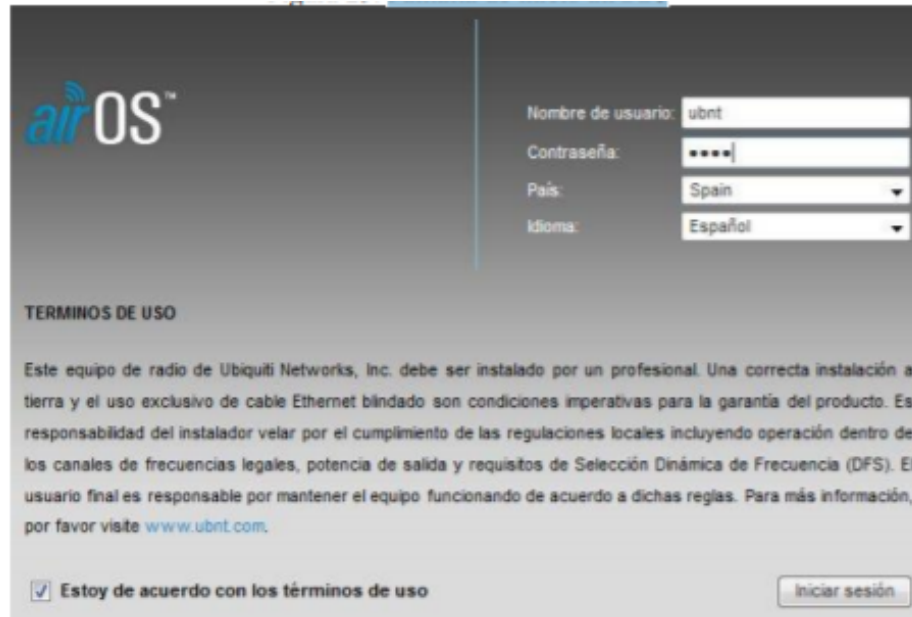 airOS™
Nombre de usuario: ubnt
Contraseña: ••••
País: Spain
Idioma: Español
TERMINOS DE USO
Este equipo de radio de Ubiquiti Networks, Inc. debe ser instalado por un profesional. Una correcta instalación a
tierra y el uso exclusivo de cable Ethernet blindado son condiciones imperativas para la garantía del producto. Es
responsabilidad del instalador velar por el cumplimiento de las regulaciones locales incluyendo operación dentro de
los canales de frecuencias legales, potencia de salida y requisitos de Selección Dinámica de Frecuencia (DFS). El
usuario final es responsable por mantener el equipo funcionando de acuerdo a dichas reglas. Para más información,
por favor visite www.ubnt.com.
Estoy de acuerdo con los términos de uso
Iniciar sesión